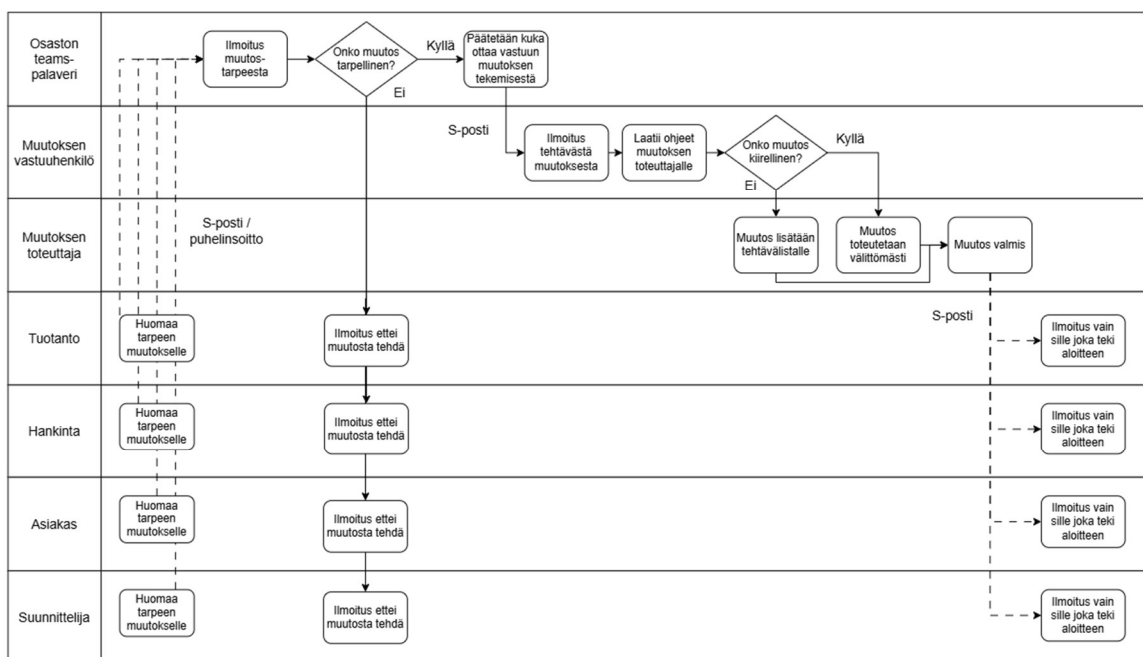 Osaston
teams-
palaveri
Ilmoitus
muutos-
tarpeesta
Onko muutos
tarpellinen?
Kyllä
Ei
Päätetään kuka
ottaa vastuun
muutoksen
tekemisestä
Muutoksen
vastuuhenkilö
S-posti
Ilmoitus
tehtävästä
muutoksesta
Laatii ohjeet
muutoksen
toteuttajalle
Onko muutos
kiirellinen?
Kyllä
Ei
Muutoksen
toteuttaja
S-posti /
puhelinsoitto
Muutos lisätään
tehtävälistalle
Muutos
toteutetaan
välittömästi
Muutos valmis
S-posti
Tuotanto
Huomaa
tarpeen
muutokselle
Ilmoitus ettei
muutosta tehdä
Ilmoitus vain
sille joka teki
aloitteen
Hankinta
Huomaa
tarpeen
muutokselle
Ilmoitus ettei
muutosta tehdä
Ilmoitus vain
sille joka teki
aloitteen
Asiakas
Huomaa
tarpeen
muutokselle
Ilmoitus ettei
muutosta tehdä
Ilmoitus vain
sille joka teki
aloitteen
Suunnittelija
Huomaa
tarpeen
muutokselle
Ilmoitus ettei
muutosta tehdä
Ilmoitus vain
sille joka teki
aloitteen